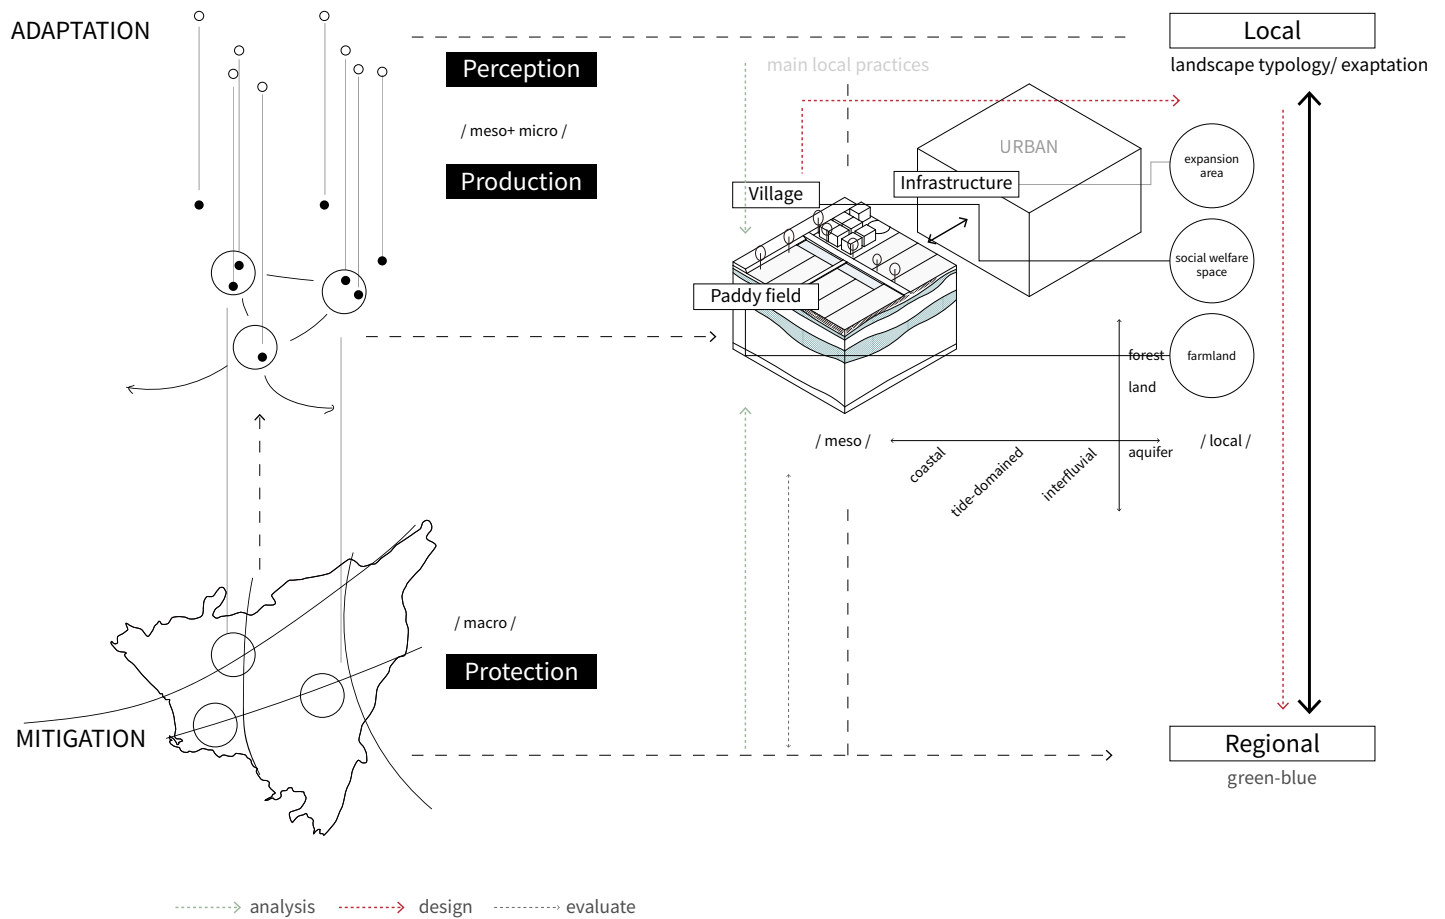 ADAPTATION
Local
landscape typology/ exaptation
Perception
main local practices
/ meso+ micro /
URBAN
expansion
area
Production
Village
Infrastructure
social welfare
space
Paddy field
forest
farmland
land
/ meso /
/ local /
aquifer
coastal
tide-domained
interfluvial
/ macro /
Protection
MITIGATION
Regional
green-blue
analysis
design
evaluate